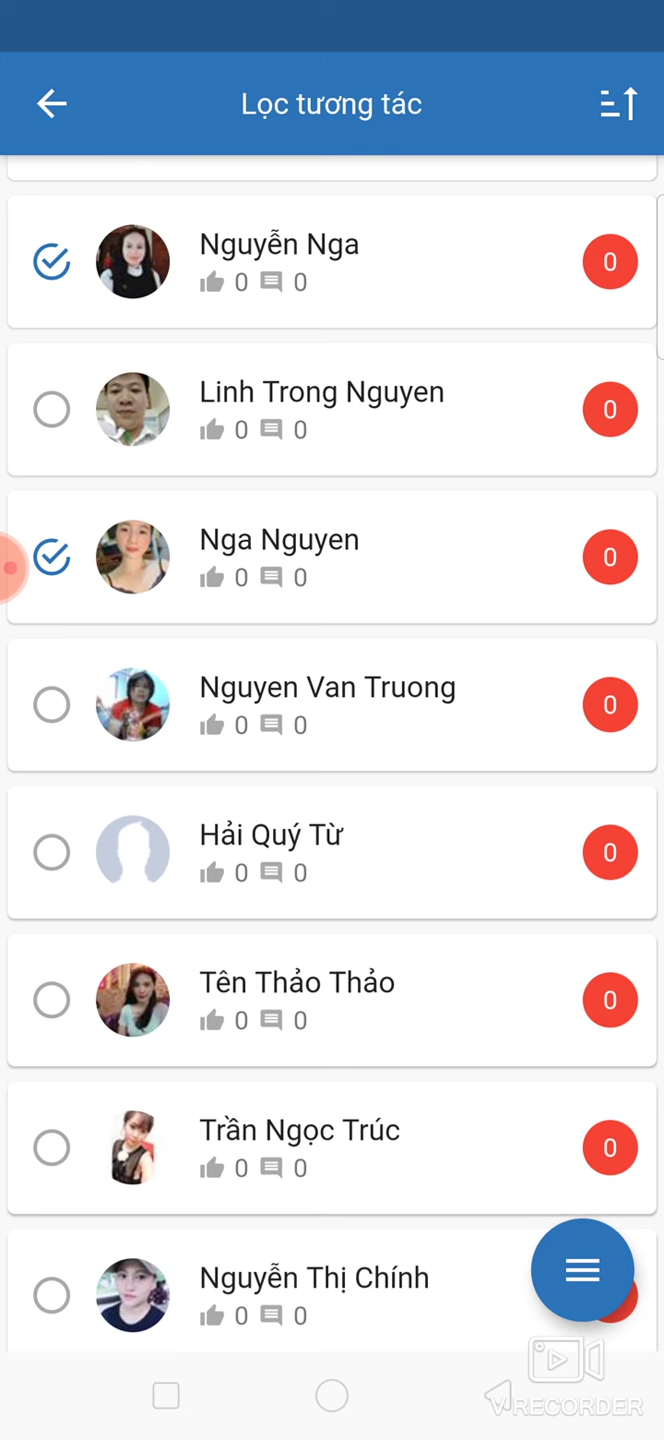 Lọc tương tác
Nguyễn Nga
0 0
0
Linh Trong Nguyen
0 0
0
Nga Nguyen
0 0
0
Nguyen Van Truong
0 0
0
Hải Quý Từ
0 0
0
Tên Thảo Thảo
0 0
0
Trần Ngọc Trúc
0 0
0
Nguyễn Thị Chính
0 0
VRECORDER